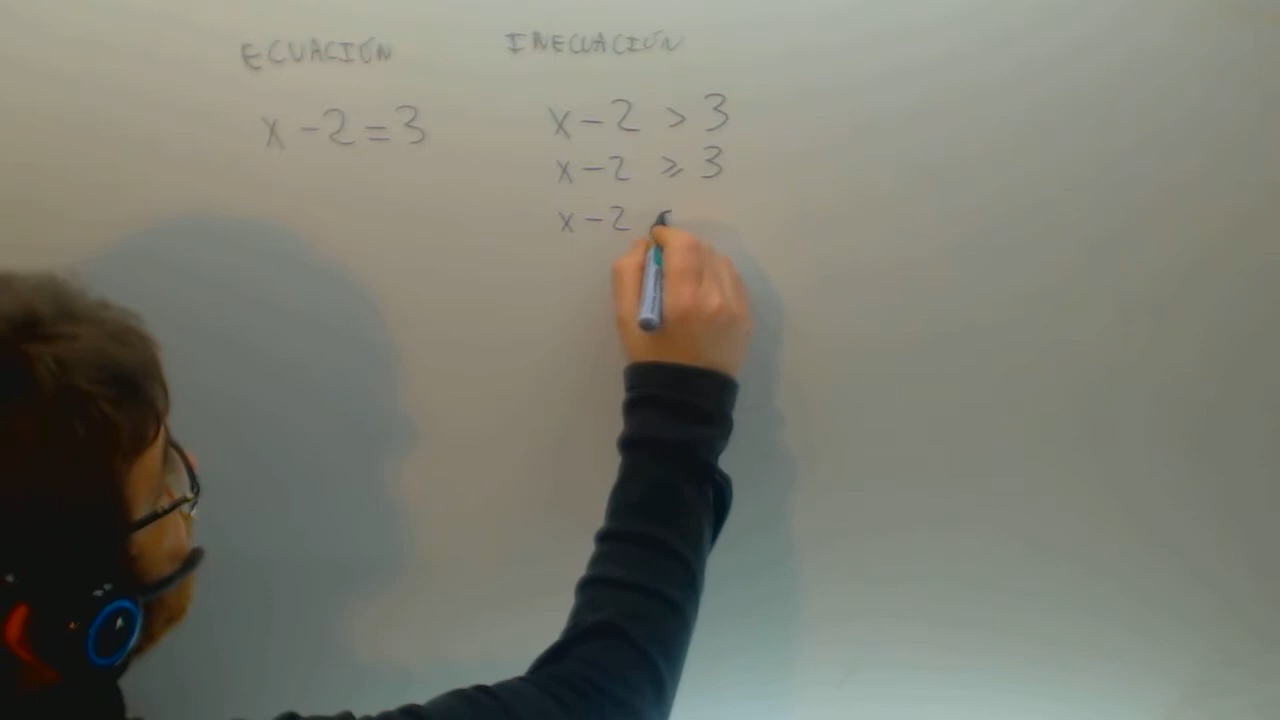 ECUACIÓN
x - 2 = 3
INECUACIÓN
x - 2 > 3
x - 2 ⩾ 3
x - 2